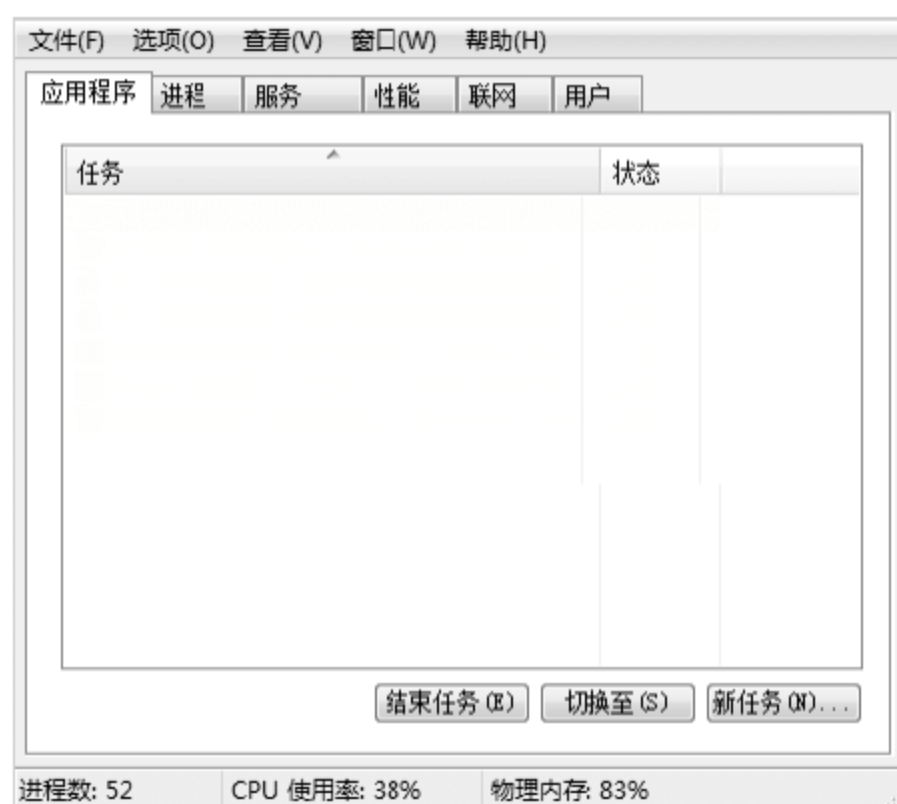 文件(F) 选项(O) 查看(V) 窗口(W) 帮助(H)
应用程序 进程 服务 性能 联网 用户
任务 状态
结束任务(E) 切换至(S) 新任务(N)...
进程数: 52 CPU 使用率: 38% 物理内存: 83%